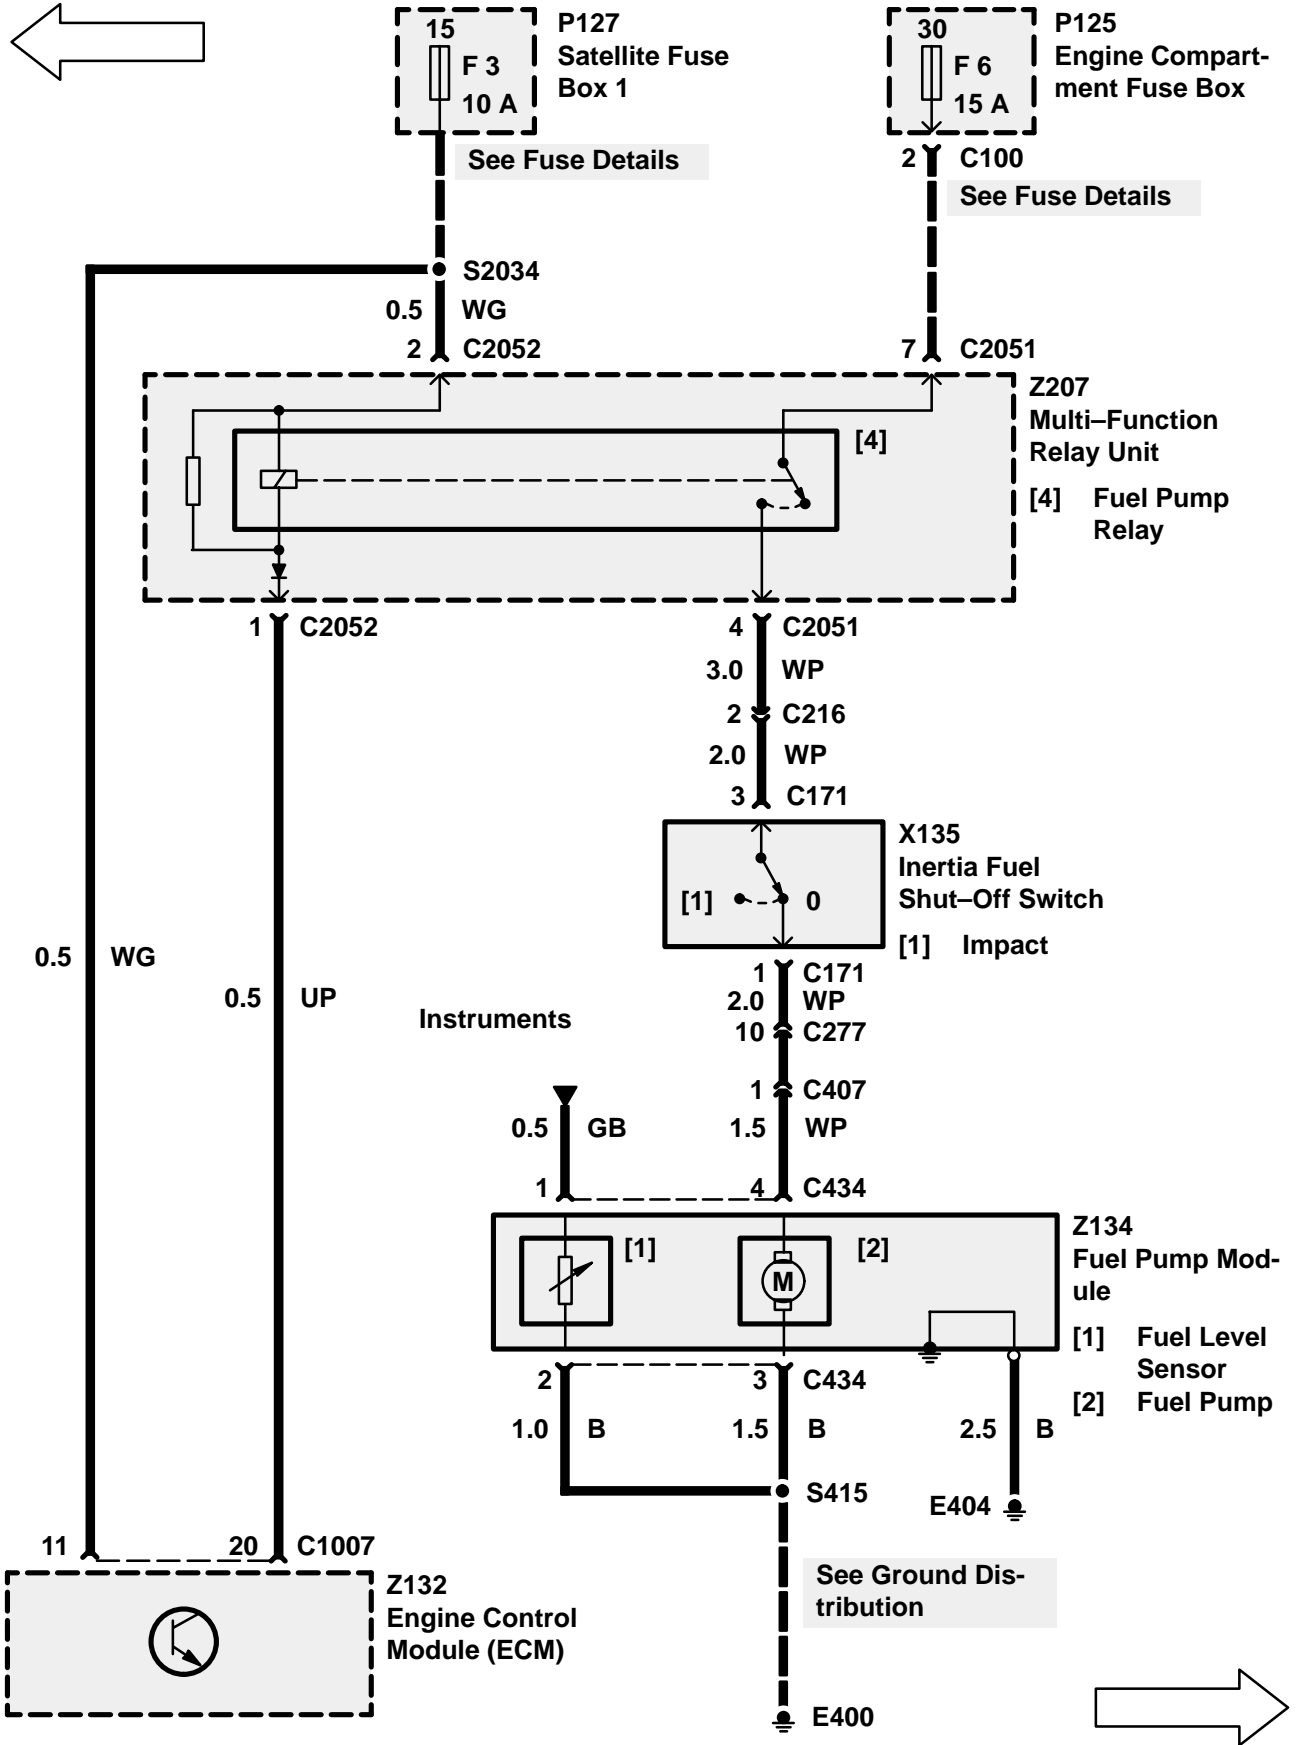 15
F 3
10 A
P127
Satellite Fuse
Box 1
30
F 6
15 A
P125
Engine Compart-
ment Fuse Box
See Fuse Details
2 C100
See Fuse Details
S2034
0.5 WG
2 C2052
7 C2051
Z207
Multi–Function
Relay Unit
[4] Fuel Pump
Relay
[4]
1 C2052
4 C2051
3.0 WP
2 C216
2.0 WP
3 C171
X135
Inertia Fuel
Shut–Off Switch
[1] Impact
[1] 0
0.5 WG
0.5 UP
1 C171
2.0 WP
Instruments
10 C277
1 C407
0.5 GB
1.5 WP
1
4 C434
Z134
Fuel Pump Mod-
ule
[1] Fuel Level
Sensor
[2] Fuel Pump
[1]
M
[2]
2
3 C434
1.0 B
1.5 B
2.5 B
S415
E404
11
20 C1007
Z132
Engine Control
Module (ECM)
See Ground Dis-
tribution
E400